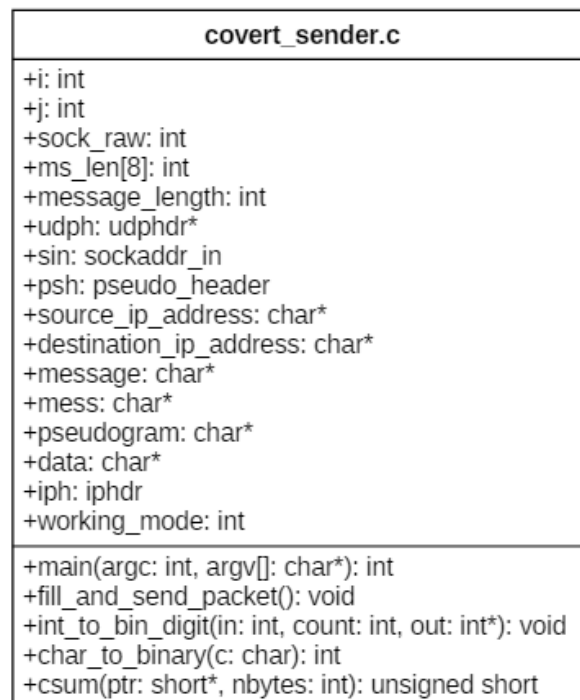 covert_sender.c
+i: int
+j: int
+sock_raw: int
+ms_len[8]: int
+message_length: int
+udph: udphdr*
+sin: sockaddr_in
+psh: pseudo_header
+source_ip_address: char*
+destination_ip_address: char*
+message: char*
+mess: char*
+pseudogram: char*
+data: char*
+iph: iphdr
+working_mode: int
+main(argc: int, argv[]: char*): int
+fill_and_send_packet(): void
+int_to_bin_digit(in: int, count: int, out: int*): void
+char_to_binary(c: char): int
+csum(ptr: short*, nbytes: int): unsigned short